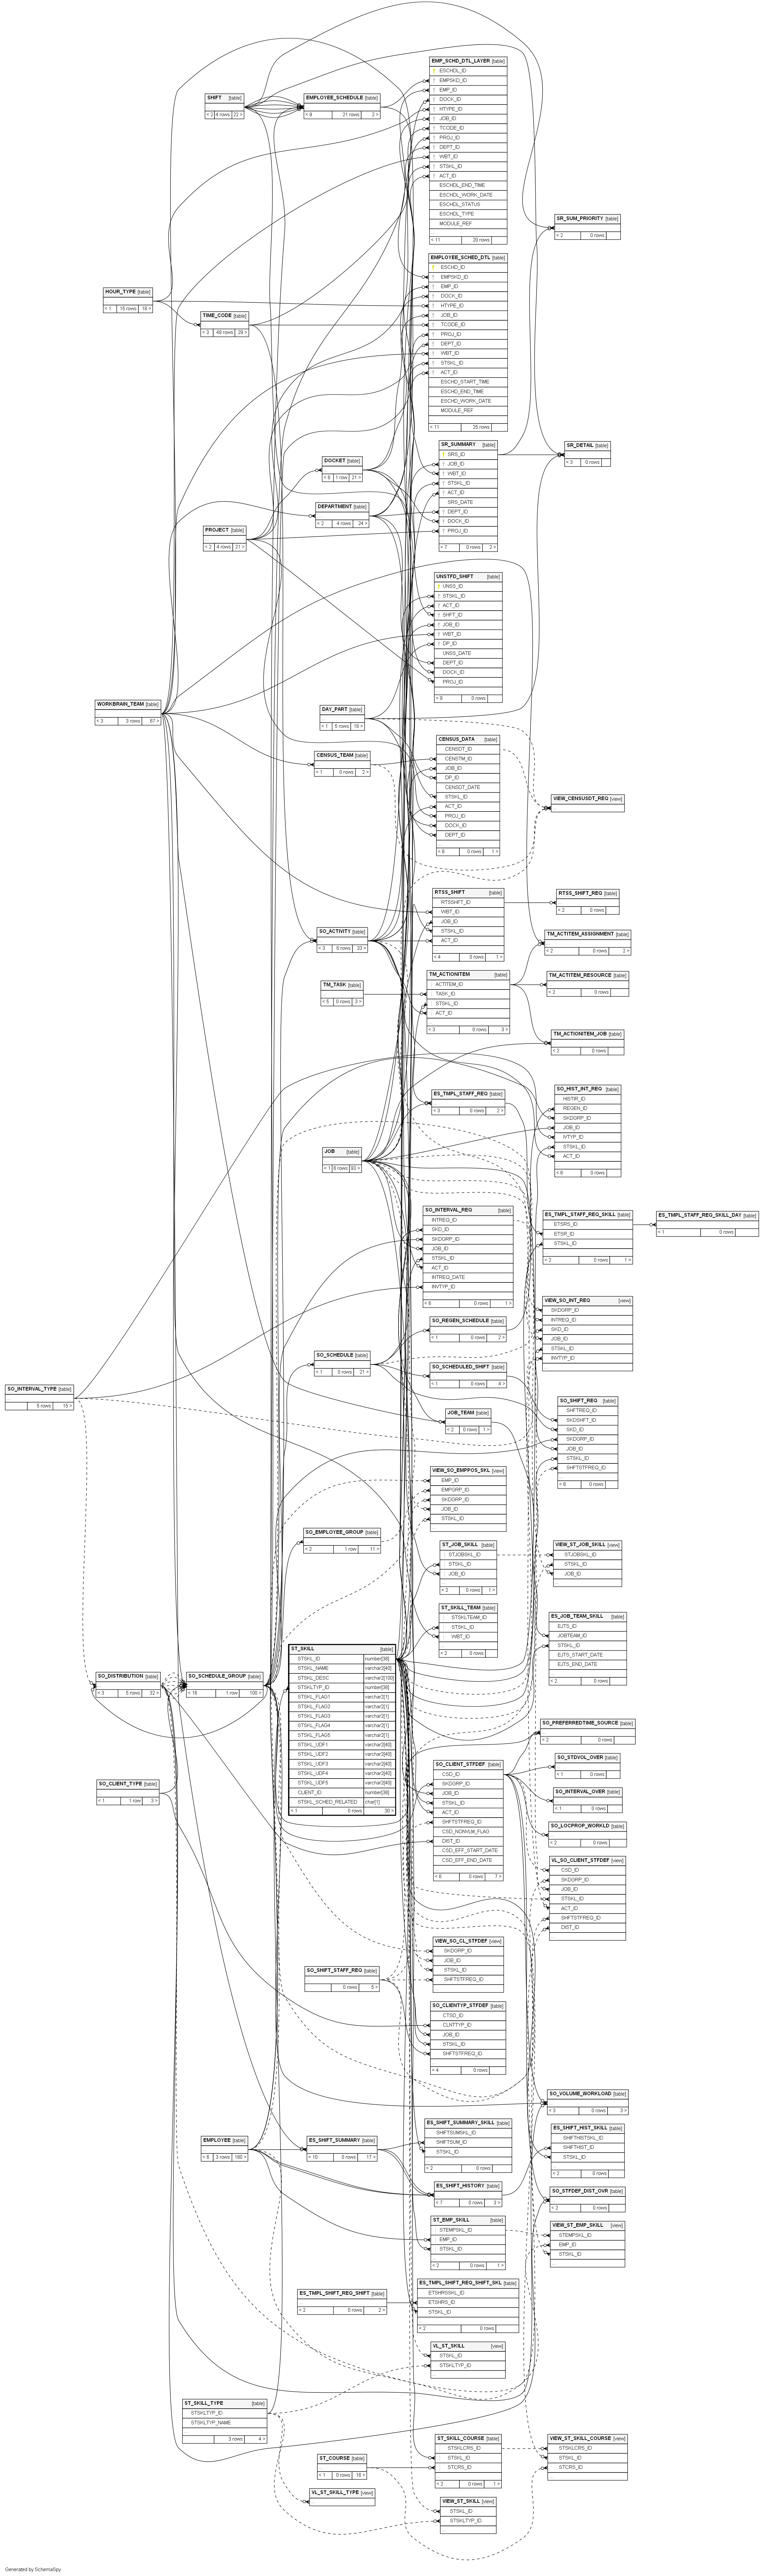 EMP_SCHD_DTL_LAYER [table]
ESCHDL_ID
EMPSKD_ID
EMP_ID
DOCK_ID
HTYPE_ID
JOB_ID
TCODE_ID
PROJ_ID
DEPT_ID
WBT_ID
STSKL_ID
ACT_ID
ESCHDL_END_TIME
ESCHDL_WORK_DATE
ESCHDL_STATUS
ESCHDL_TYPE
MODULE_REF
< 11 20 rows
SHIFT [table]
< 3 4 rows 22 >
EMPLOYEE_SCHEDULE [table]
< 9 21 rows 2 >
SR_SUM_PRIORITY [table]
< 2 0 rows
EMPLOYEE_SCHED_DTL [table]
ESCHD_ID
EMPSKD_ID
EMP_ID
DOCK_ID
HTYPE_ID
JOB_ID
TCODE_ID
PROJ_ID
DEPT_ID
WBT_ID
STSKL_ID
ACT_ID
ESCHD_START_TIME
ESCHD_END_TIME
ESCHD_WORK_DATE
MODULE_REF
< 11 25 rows
HOUR_TYPE [table]
< 1 15 rows 18 >
TIME_CODE [table]
< 3 48 rows 29 >
SR_SUMMARY [table]
SRS_ID
JOB_ID
WBT_ID
STSKL_ID
ACT_ID
SRS_DATE
DEPT_ID
DOCK_ID
PROJ_ID
< 7 0 rows 2 >
SR_DETAIL [table]
< 3 0 rows
DOCKET [table]
< 6 1 row 21 >
DEPARTMENT [table]
< 2 4 rows 24 >
PROJECT [table]
< 2 4 rows 21 >
UNSTFD_SHIFT [table]
UNSS_ID
STSKL_ID
ACT_ID
SHFT_ID
JOB_ID
WBT_ID
DP_ID
UNSS_DATE
DEPT_ID
DOCK_ID
PROJ_ID
< 9 0 rows
WORKBRAIN_TEAM [table]
< 3 3 rows 67 >
DAY_PART [table]
< 1 5 rows 18 >
CENSUS_TEAM [table]
< 1 0 rows 2 >
CENSUS_DATA [table]
CENSDT_ID
CENSTM_ID
JOB_ID
DP_ID
CENSDT_DATE
STSKL_ID
ACT_ID
PROJ_ID
DOCK_ID
DEPT_ID
< 8 0 rows 1 >
VIEW_CENSUSDT_REQ [view]
RTSS_SHIFT [table]
RTSSHFT_ID
WBT_ID
JOB_ID
STSKL_ID
ACT_ID
< 4 0 rows 1 >
RTSS_SHIFT_REQ [table]
< 2 0 rows
SO_ACTIVITY [table]
< 3 6 rows 33 >
TM_ACTITEM_ASSIGNMENT [table]
< 2 0 rows 2 >
TM_TASK [table]
< 5 0 rows 3 >
TM_ACTIONITEM [table]
ACTITEM_ID
TASK_ID
STSKL_ID
ACT_ID
< 3 0 rows 3 >
TM_ACTITEM_RESOURCIE [table]
< 2 0 rows
TM_ACTIONITEM_JOB [table]
< 2 0 rows
ES_TMPL_STAFF_REQ [table]
< 3 0 rows 2 >
SO_HIST_INT_REQ [table]
HISTIR_ID
REGEN_ID
SKDGRP_ID
JOB_ID
IVTYP_ID
STSKL_ID
ACT_ID
< 6 0 rows
JOB [table]
< 1 6 rows 93 >
SO_INTERVAL_REQ [table]
INTREQ_ID
SKD_ID
SKDGRP_ID
JOB_ID
STSKL_ID
ACT_ID
INTREQ_DATE
INVTYP_ID
< 6 0 rows 1 >
ES_TMPL_STAFF_REQ_SKILL [table]
ETSRS_ID
ETSR_ID
STSKL_ID
< 2 0 rows 1 >
ES_TMPL_STAFF_REQ_SKILL_DAY [table]
< 1 0 rows
VIEW_SO_INT_REQ [view]
SKDGRP_ID
INTREQ_ID
SKD_ID
JOB_ID
STSKL_ID
INVTYP_ID
SO_REGEN_SCHEDULE [table]
< 1 0 rows 2 >
SO_SCHEDULE [table]
< 1 0 rows 21 >
SO_SCHEDULED_SHIFT [table]
< 1 0 rows 4 >
SO_INTERVAL_TYPE [table]
5 rows 15 >
SO_SHIFT_REQ [table]
SHFTREQ_ID
SKDSHFT_ID
SKD_ID
SKDGRP_ID
JOB_ID
STSKL_ID
SHFTSTFREQ_ID
< 6 0 rows
JOB_TEAM [table]
< 2 0 rows 1 >
VIEW_SO_EMPPOS_SKL [view]
EMP_ID
EMPGRP_ID
SKDGRP_ID
JOB_ID
STSKL_ID
SO_EMPLOYEE_GROUP [table]
< 2 1 row 11 >
ST_JOB_SKILL [table]
STJOBSKL_ID
STSKL_ID
JOB_ID
< 2 0 rows 1 >
VIEW_ST_JOB_SKILL [view]
STJOBSKL_ID
STSKL_ID
JOB_ID
ST_SKILL_TEAM [table]
STSKLTEAM_ID
STSKL_ID
WBT_ID
< 2 0 rows
ES_JOB_TEAM_SKILL [table]
EJTS_ID
JOBTEAM_ID
STSKL_ID
EJTS_START_DATE
EJTS_END_DATE
< 2 0 rows
ST_SKILL [table]
STSKL_ID number[38]
STSKL_NAME varchar2[40]
STSKL_DESC varchar2[100]
STSKLTYP_ID number[38]
STSKL_FLAG1 varchar2[1]
STSKL_FLAG2 varchar2[1]
STSKL_FLAG3 varchar2[1]
STSKL_FLAG4 varchar2[1]
STSKL_FLAG5 varchar2[1]
STSKL_UDF1 varchar2[40]
STSKL_UDF2 varchar2[40]
STSKL_UDF3 varchar2[40]
STSKL_UDF4 varchar2[40]
STSKL_UDF5 varchar2[40]
CLIENT_ID number[38]
STSKL_SCHED_RELATED char[1]
< 1 0 rows 30 >
SO_DISTRIBUTION [table]
< 3 5 rows 32 >
SO_SCHEDULE_GROUP [table]
< 16 1 row 100 >
SO_PREFERREDTIME_SOURCE [table]
< 2 0 rows
SO_CLIENT_TYPE [table]
< 1 1 row 3 >
SO_CLIENT_STFDEF [table]
CSD_ID
SKDGRP_ID
JOB_ID
STSKL_ID
ACT_ID
SHFTSTFREQ_ID
CSD_NONVLM_FLAG
DIST_ID
CSD_EFF_START_DATE
CSD_EFF_END_DATE
< 6 0 rows 7 >
SO_STDVOL_OVER [table]
< 1 0 rows
SO_INTERVAL_OVER [table]
< 1 0 rows
SO_LOCPROP_WORKLD [table]
< 2 0 rows
VL_SO_CLIENT_STFDEF [view]
CSD_ID
SKDGRP_ID
JOB_ID
STSKL_ID
ACT_ID
SHFTSTFREQ_ID
DIST_ID
VIEW_SO_CL_STFDEF [view]
SKDGRP_ID
JOB_ID
STSKL_ID
SHFTSTFREQ_ID
SO_SHIFT_STAFF_REQ [table]
0 rows 5 >
SO_CLIENTYP_STFDEF [table]
CTSD_ID
CLNTTYP_ID
JOB_ID
STSKL_ID
SHFTSTFREQ_ID
< 4 0 rows
SO_VOLUME_WORKLOAD [table]
< 3 0 rows 3 >
ES_SHIFT_SUMMARY_SKILL [table]
SHIFTSUMSKL_ID
SHIFTSUM_ID
STSKL_ID
< 2 0 rows
ES_SHIFT_HIST_SKILL [table]
SHIFTHISTSKL_ID
SHIFTHIST_ID
STSKL_ID
< 2 0 rows
EMPLOYEE [table]
< 6 3 rows 180 >
ES_SHIFT_SUMMARY [table]
< 10 0 rows 17 >
ES_SHIFT_HISTORY [table]
< 7 0 rows 3 >
SO_STFDEF_DIST_OVR [table]
< 2 0 rows
ST_EMP_SKILL [table]
STEMPSKL_ID
EMP_ID
STSKL_ID
< 2 0 rows 1 >
VIEW_ST_EMP_SKILL [view]
STEMPSKL_ID
EMP_ID
STSKL_ID
ES_TMPL_SHIFT_REQ_SHIFT [table]
< 2 0 rows 2 >
ES_TMPL_SHIFT_REQ_SHIFT_SKL [table]
ETSHRSSKL_ID
ETSHRS_ID
STSKL_ID
< 2 0 rows
VL_ST_SKILL [view]
STSKL_ID
STSKLTYP_ID
ST_SKILL_TYPE [table]
STSKLTYP_ID
STSKLTYP_NAME
3 rows 4 >
ST_SKILL_COURSE [table]
STSKLCRS_ID
STSKL_ID
STCRS_ID
< 2 0 rows 1 >
VIEW_ST_SKILL_COURSE [view]
STSKLCRS_ID
STSKL_ID
STCRS_ID
ST_COURSE [table]
< 1 0 rows 16 >
VL_ST_SKILL_TYPE [view]
VIEW_ST_SKILL [view]
STSKL_ID
STSKLTYP_ID
Generated by SchemaSpy